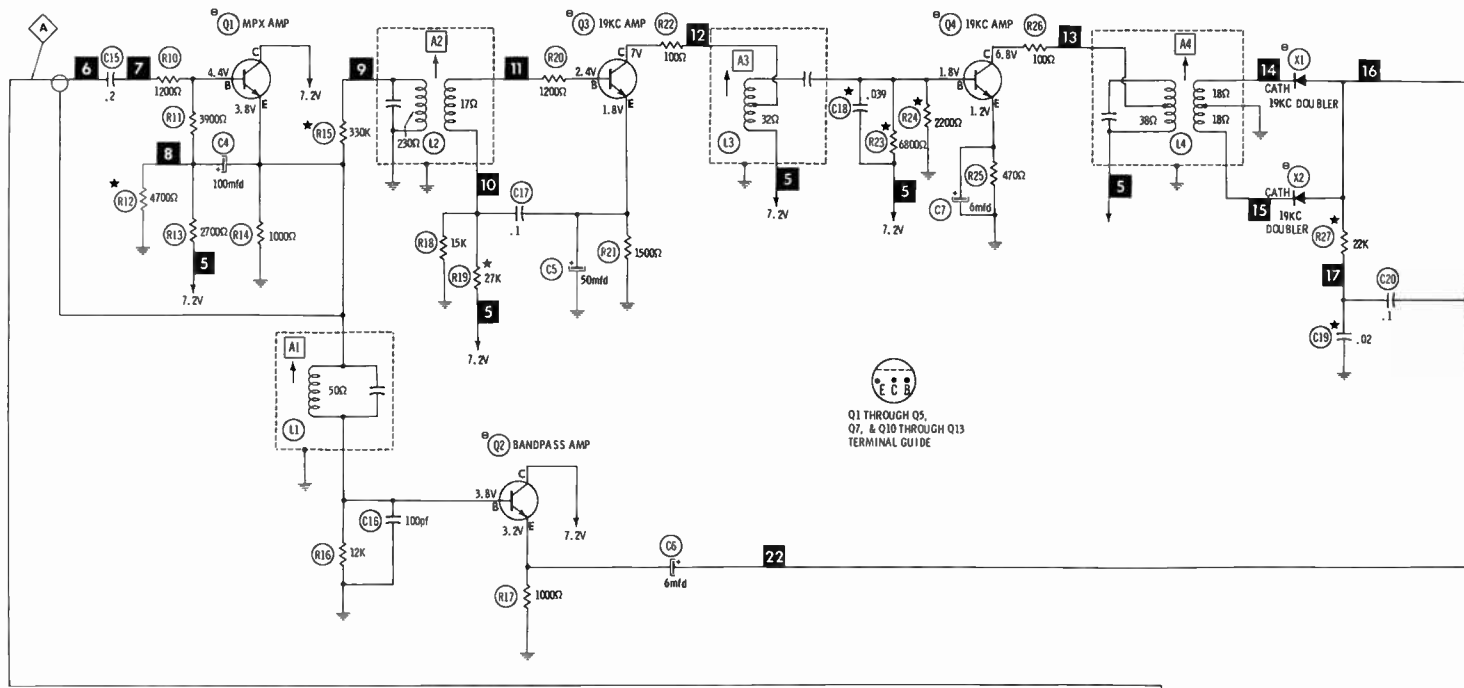 A
Q1 MPX AMP
6
C15
.2
7
R10
1200Ω
4.4V
B
C
E
3.8V
7.2V
R11
3900Ω
8
C4
100mfd
R12
4700Ω
R13
2700Ω
R14
1000Ω
5
7.2V
R15
330K
9
A2
230Ω
17Ω
L2
11
R20
1200Ω
Q3 19KC AMP
2.4V
B
C
7V
E
1.8V
R22
100Ω
12
10
C17
.1
R18
15K
R19
27K
5
7.2V
C5
50mfd
R21
1500Ω
A3
32Ω
L3
5
7.2V
C18
.039
R23
6800Ω
R24
2200Ω
5
7.2V
Q4 19KC AMP
1.8V
B
C
6.8V
E
1.2V
R26
100Ω
13
C7
6mfd
R25
470Ω
A4
38Ω
18Ω
18Ω
L4
5
14
X1
CATH
19KC DOUBLER
16
15
X2
CATH
19KC
DOUBLER
R27
22K
17
C20
.1
C19
.02
A1
50Ω
L1
E C B
Q1 THROUGH Q5,
Q7, & Q10 THROUGH Q13
TERMINAL GUIDE
Q2 BANDPASS AMP
3.8V
B
C
3.2V
E
7.2V
C16
100pf
R16
12K
R17
1000Ω
C6
6mfd
22